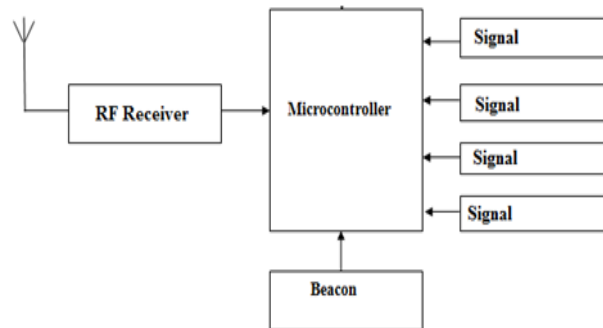 Signal
RF Receiver
Microcontroller
Signal
Signal
Signal
Beacon